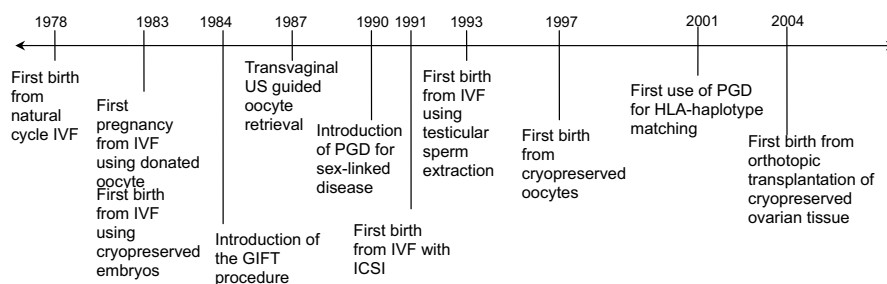 1978 1983 1984 1987 1990 1991 1993 1997 2001 2004
First birth
from
natural
cycle IVF
First
pregnancy
from IVF
using donated
oocyte
First birth
from IVF
using
cryopreserved
embryos
Introduction of
the GIFT
procedure
Transvaginal
US guided
oocyte
retrieval
Introduction
of PGD for
sex-linked
disease
First birth
from IVF with
ICSI
First birth
from IVF
using
testicular
sperm
extraction
First birth
from
cryopreserved
oocytes
First use of PGD
for HLA-haplotype
matching
First birth from
orthotopic
transplantation of
cryopreserved
ovarian tissue